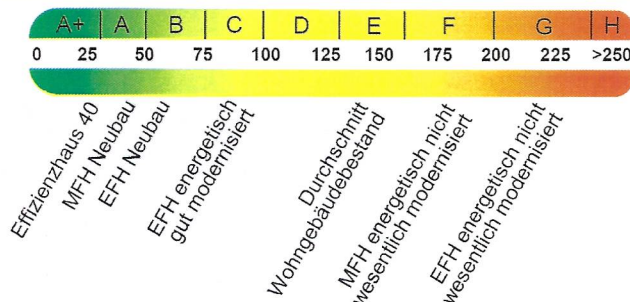 A+ A B C D E F G H
0 25 50 75 100 125 150 175 200 225 >250
Effizienzhaus 40
MFH Neubau
EFH Neubau
EFH energetisch
gut modernisiert
Durchschnitt
Wohngebäudebestand
MFH energetisch nicht
wesentlich modernisiert
EFH energetisch nicht
wesentlich modernisiert